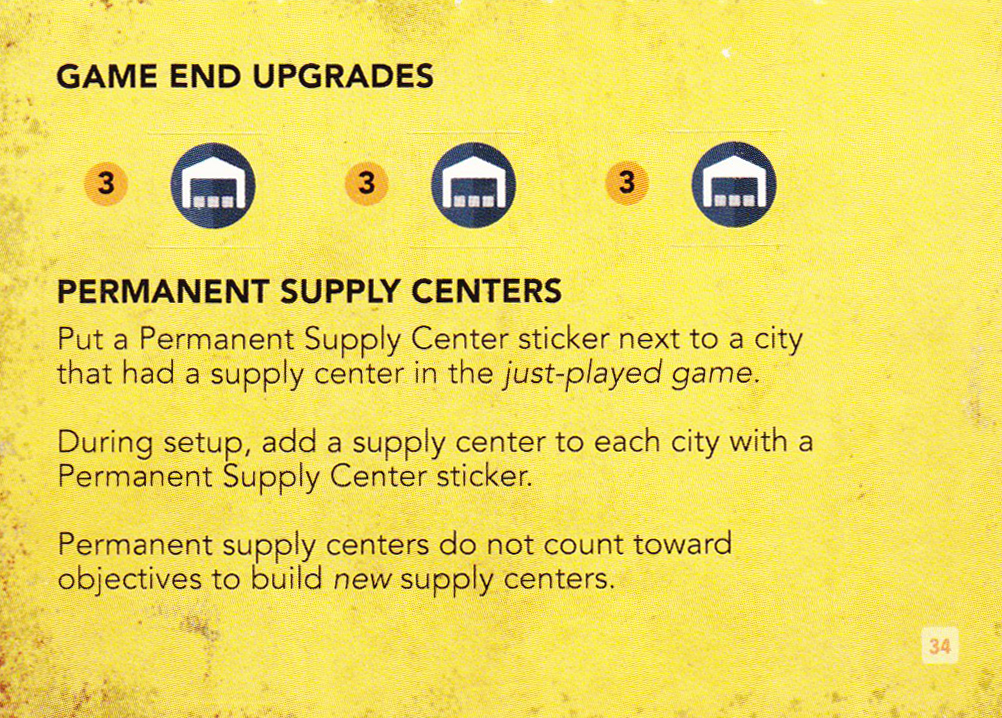 GAME END UPGRADES
3 3 3
PERMANENT SUPPLY CENTERS
Put a Permanent Supply Center sticker next to a city
that had a supply center in the just-played game.
During setup, add a supply center to each city with a
Permanent Supply Center sticker.
Permanent supply centers do not count toward
objectives to build new supply centers.
34